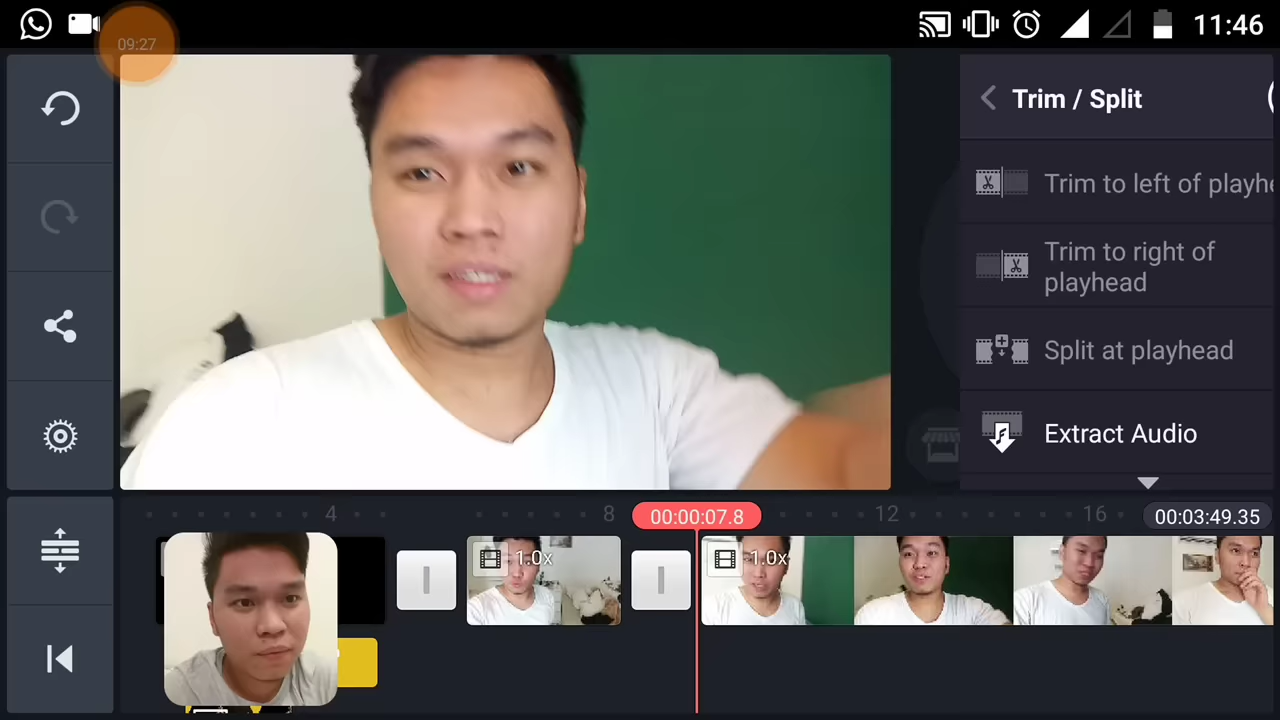 11:46
09:27
Trim / Split
Trim to left of playhe
Trim to right of
playhead
Split at playhead
Extract Audio
4
8
00:00:07.8
12
16
00:03:49.35
1.0x
1.0x